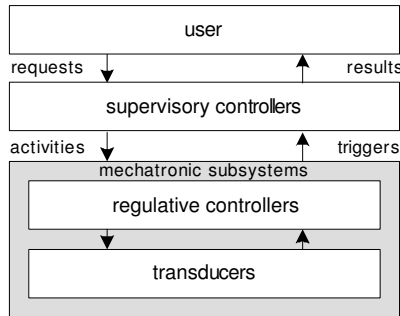 user
requests results
supervisory controllers
activities triggers
mechatronic subsystems
regulative controllers
transducers